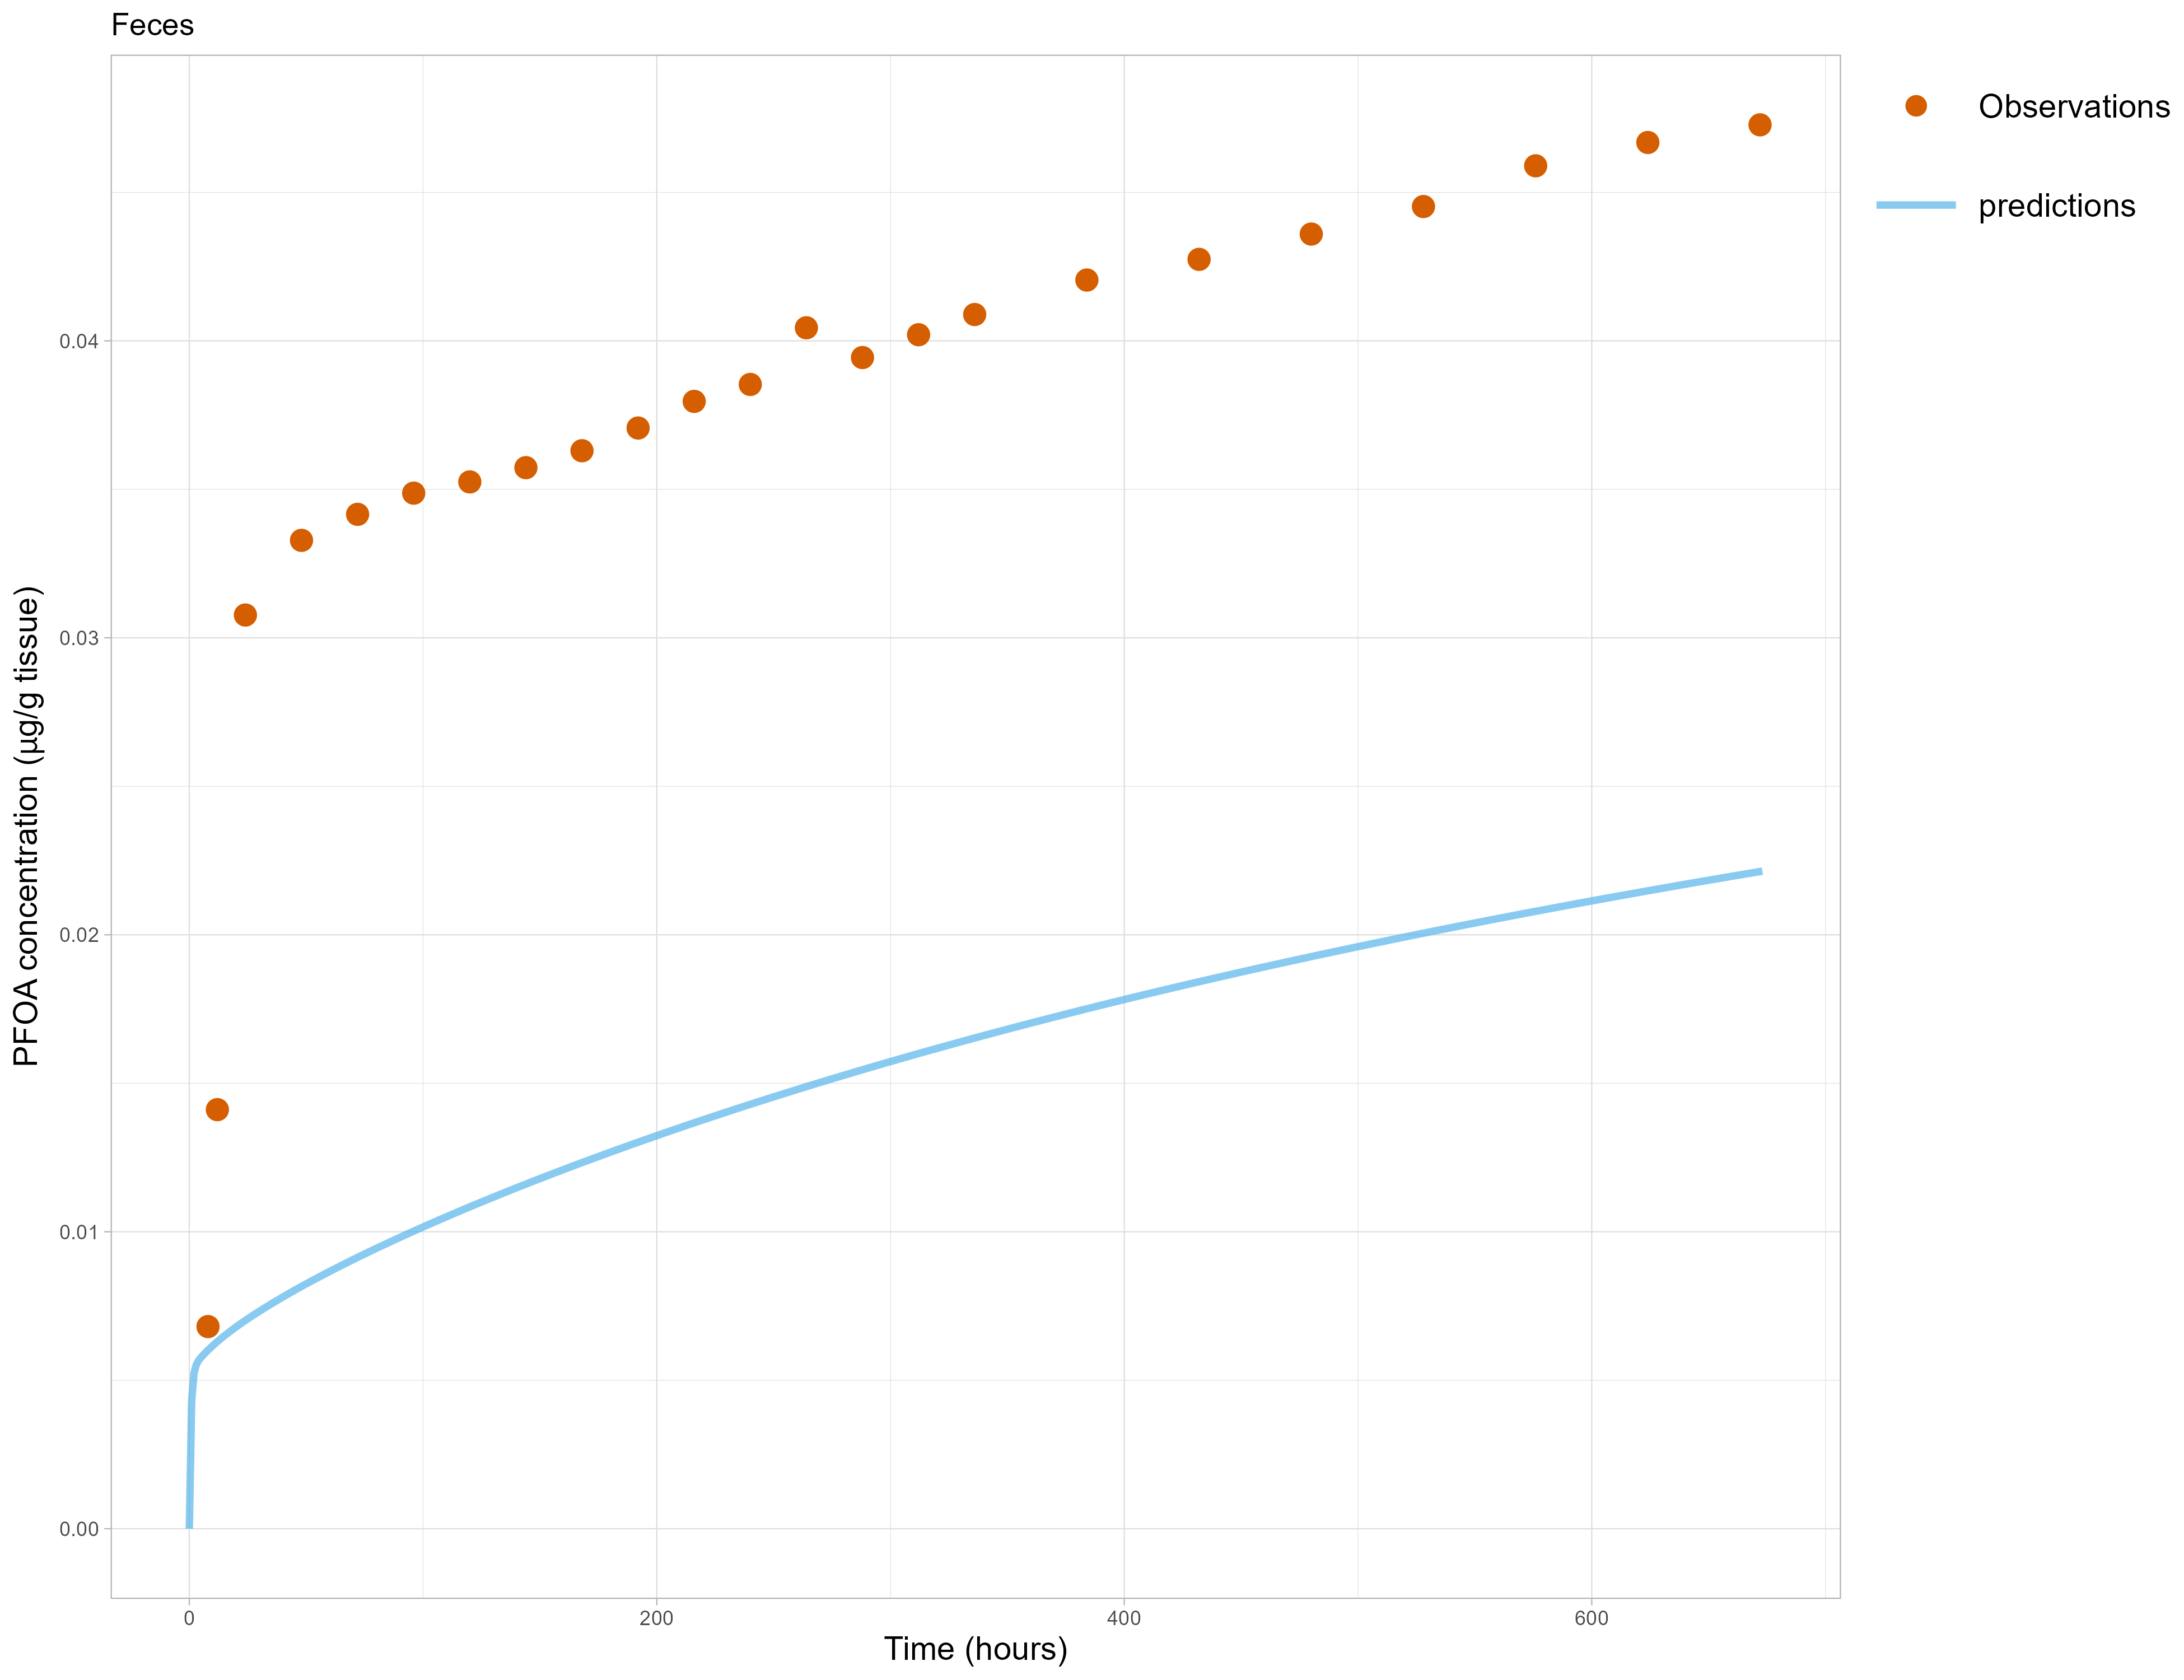 Feces
Observations
predictions
PFOA concentration (µg/g tissue)
0.04
0.03
0.02
0.01
0.00
0
200
400
600
Time (hours)